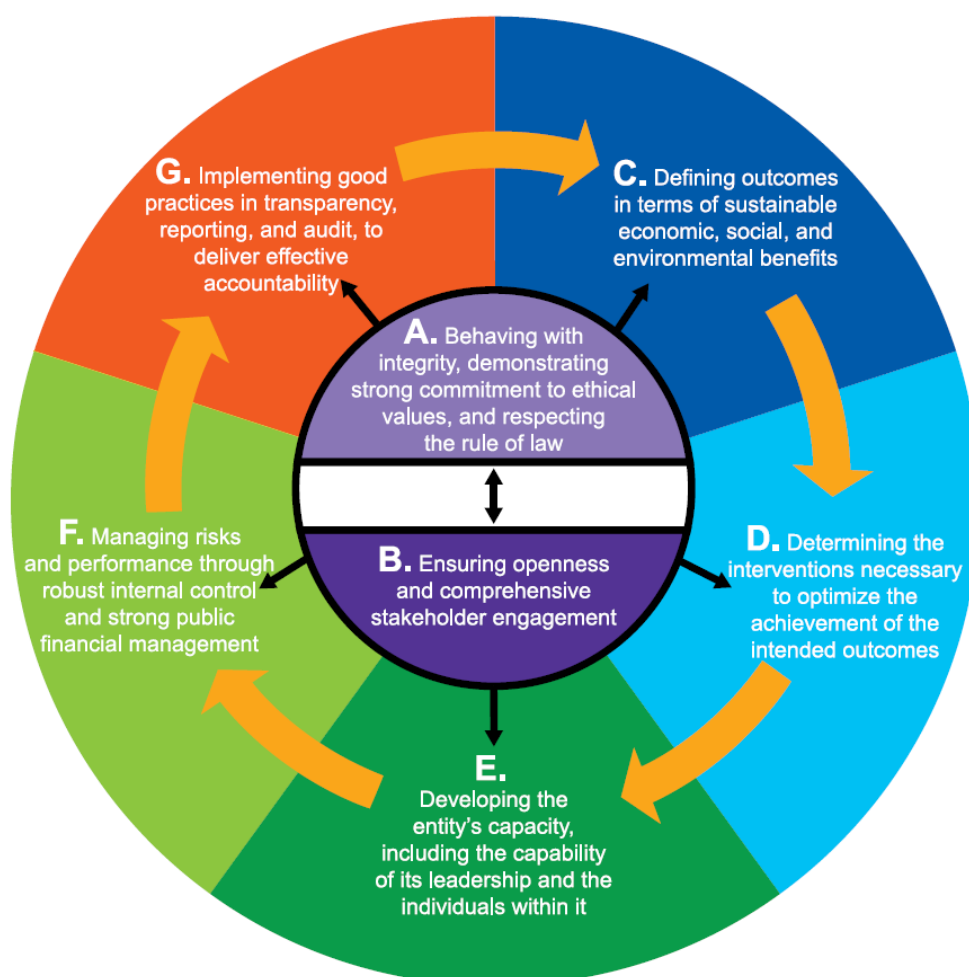 A. Behaving with
integrity, demonstrating
strong commitment to ethical
values, and respecting
the rule of law
B. Ensuring openness
and comprehensive
stakeholder engagement
C. Defining outcomes
in terms of sustainable
economic, social, and
environmental benefits
D. Determining the
interventions necessary
to optimize the
achievement of the
intended outcomes
E.
Developing the
entity’s capacity,
including the capability
of its leadership and the
individuals within it
F. Managing risks
and performance through
robust internal control
and strong public
financial management
G. Implementing good
practices in transparency,
reporting, and audit, to
deliver effective
accountability